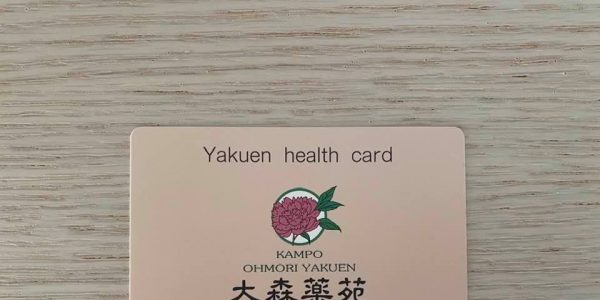 Yakuen health card
KAMPO
OHMORI YAKUEN
大森薬苑